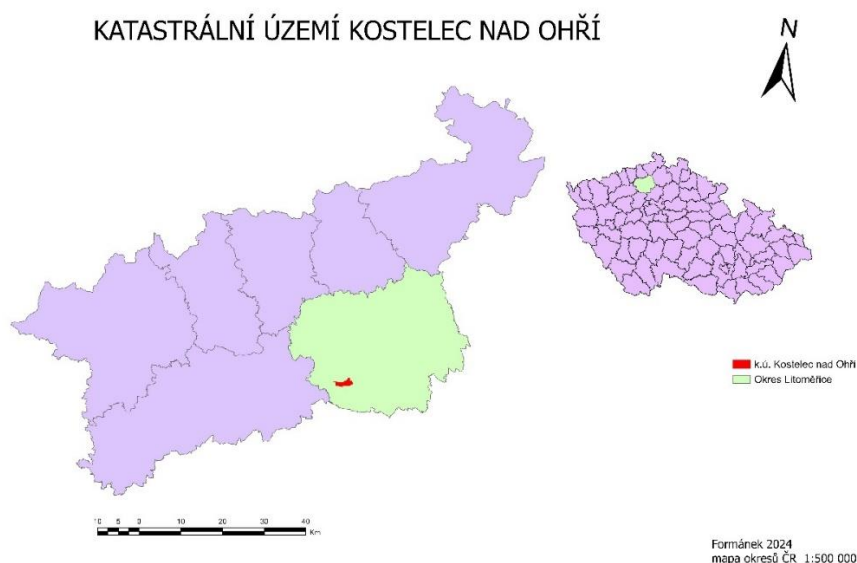 KATASTRÁLNÍ ÚZEMÍ KOSTELEC NAD OHŘÍ
N
k.ú. Kostelec nad Ohří
Okres Litoměřice
10 5 0 10 20 30 40
Km
Formánek 2024
mapa okresů ČR 1:500 000